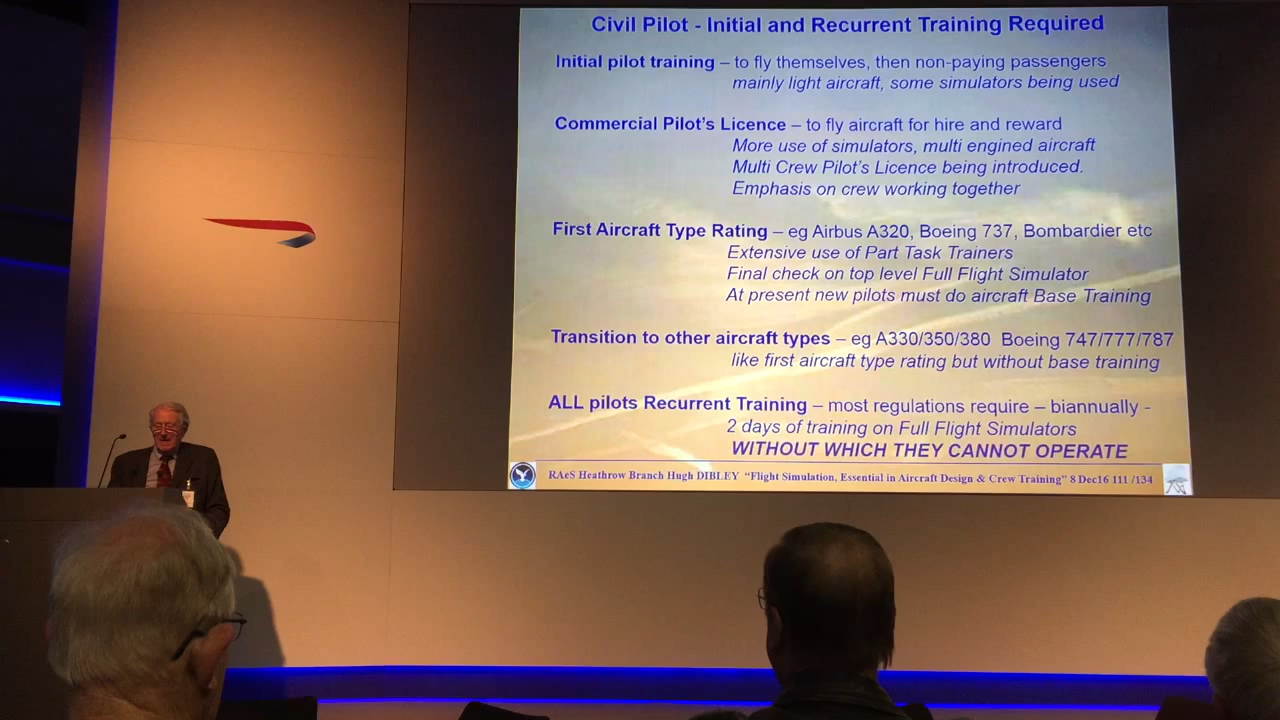 Civil Pilot - Initial and Recurrent Training Required
Initial pilot training – to fly themselves, then non-paying passengers
mainly light aircraft, some simulators being used
Commercial Pilot's Licence – to fly aircraft for hire and reward
More use of simulators, multi engined aircraft
Multi Crew Pilot's Licence being introduced.
Emphasis on crew working together
First Aircraft Type Rating – eg Airbus A320, Boeing 737, Bombardier etc
Extensive use of Part Task Trainers
Final check on top level Full Flight Simulator
At present new pilots must do aircraft Base Training
Transition to other aircraft types – eg A330/350/380 Boeing 747/777/787
like first aircraft type rating but without base training
ALL pilots Recurrent Training – most regulations require – biannually -
2 days of training on Full Flight Simulators
WITHOUT WHICH THEY CANNOT OPERATE
RAeS Heathrow Branch Hugh DIBLEY “Flight Simulation, Essential in Aircraft Design & Crew Training” 8 Dec16 111 /134